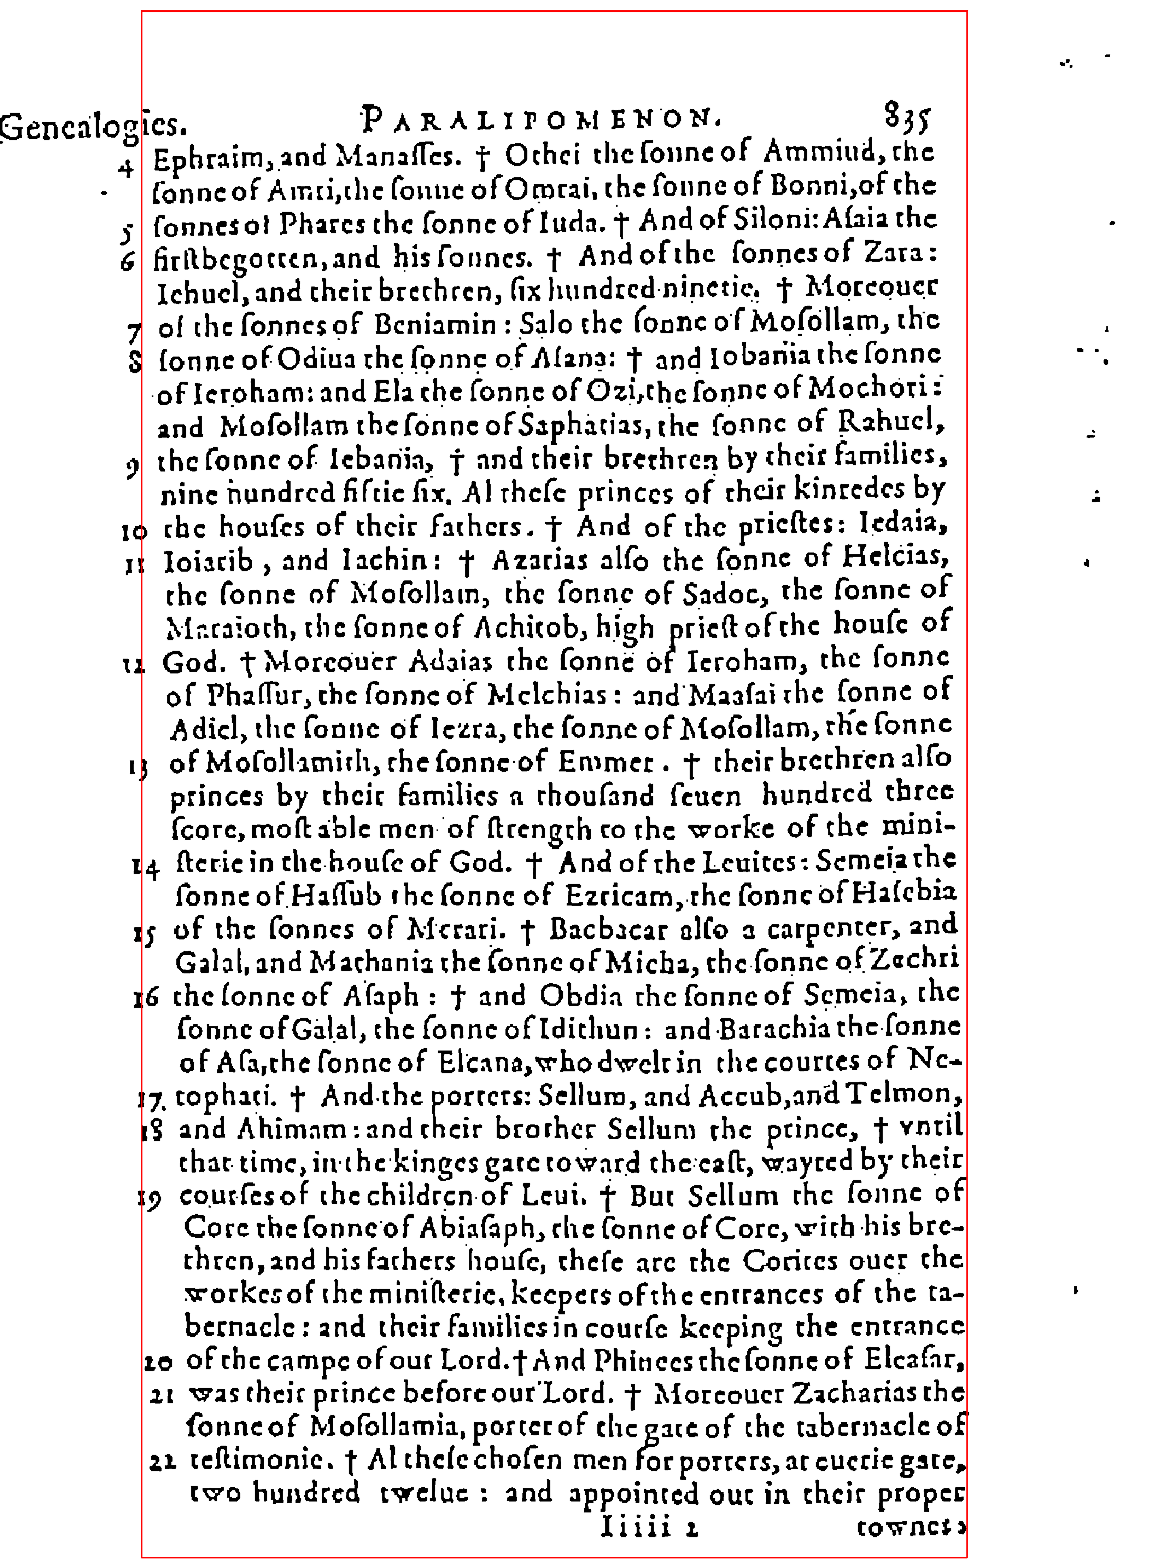 Genealogies. PARALIPOMENON. 835
4 Ephraim, and Manaſſes. † Othei the ſonne of Ammiud, the
ſonne of Amri, the ſonne of Omrai, the ſonne of Bonni, of the
5 ſonnes of Phares the ſonne of Iuda. † And of Siloni: Aſaia the
6 firſtbegotten, and his ſonnes. † And of the ſonnes of Zara:
Iehuel, and their brethren, ſix hundred ninetie. † Moreouer
7 of the ſonnes of Beniamin: Salo the ſonne of Moſollam, the
8 ſonne of Oduia the ſonne of Aſana: † and Iobania the ſonne
of Ieroham: and Ela the ſonne of Ozi, the ſonne of Mochori:
and Moſollam the ſonne of Saphatias, the ſonne of Rahuel,
9 the ſonne of Iebania, † and their brethren by their families,
nine hundred fiftie ſix. Al theſe princes of their kinredes by
10 the houſes of their fathers. † And of the prieſtes: Iedaia,
11 Ioiarib, and Iachin: † Azarias alſo the ſonne of Helcias,
the ſonne of Moſollam, the ſonne of Sadoc, the ſonne of
Maraioth, the ſonne of Achitob, high prieſt of the houſe of
12 God. † Moreouer Adaias the ſonne of Ieroham, the ſonne
of Phaſſur, the ſonne of Melchias: and Maaſai the ſonne of
Adiel, the ſonne of Iezra, the ſonne of Moſollam, the ſonne
13 of Moſollamith, the ſonne of Emmer. † their brethren alſo
princes by their families a thouſand ſeuen hundred three
ſcore, moſt able men of ſtrength to the worke of the mini-
14 ſterie in the houſe of God. † And of the Leuites: Semeia the
ſonne of Haſſub the ſonne of Ezricam, the ſonne of Haſebia
15 of the ſonnes of Merari. † Bacbacar alſo a carpenter, and
Galal, and Mathania the ſonne of Micha, the ſonne of Zechri
16 the ſonne of Aſaph: † and Obdia the ſonne of Semeia, the
ſonne of Galal, the ſonne of Idithun: and Barachia the ſonne
of Aſa, the ſonne of Elcana, who dwelt in the courtes of Ne-
17. tophati. † And the porters: Sellum, and Accub, and Telmon,
18 and Ahimam: and their brother Sellum the prince, † vntil
that time, in the kinges gate toward the eaſt, wayted by their
19 courſes of the children of Leui. † But Sellum the ſonne of
Core the ſonne of Abiaſaph, the ſonne of Core, with his bre-
thren, and his fathers houſe, theſe are the Corites ouer the
workes of the miniſterie, keepers of the entrances of the ta-
bernacle: and their families in courſe keeping the entrance
20 of the campe of our Lord. † And Phinees the ſonne of Eleaſar,
21 was their prince before our Lord. † Moreouer Zacharias the
ſonne of Moſollamia, porter of the gate of the tabernacle of
22 teſtimonie. † Al theſe choſen men for porters, at euerie gate,
two hundred twelue: and appointed out in their proper
Iiiii 2 townes: